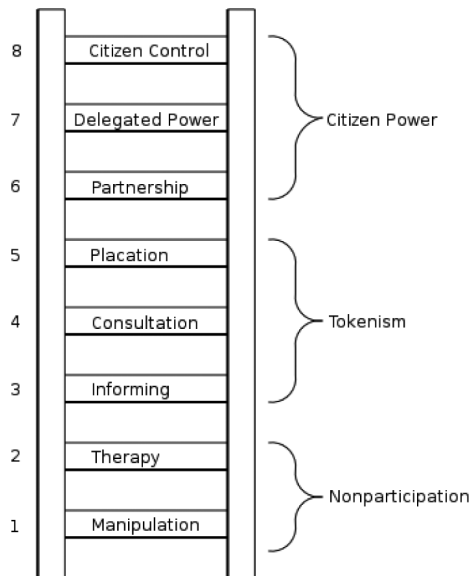 8 Citizen Control
7 Delegated Power
Citizen Power
6 Partnership
5 Placation
4 Consultation
Tokenism
3 Informing
2 Therapy
Nonparticipation
1 Manipulation